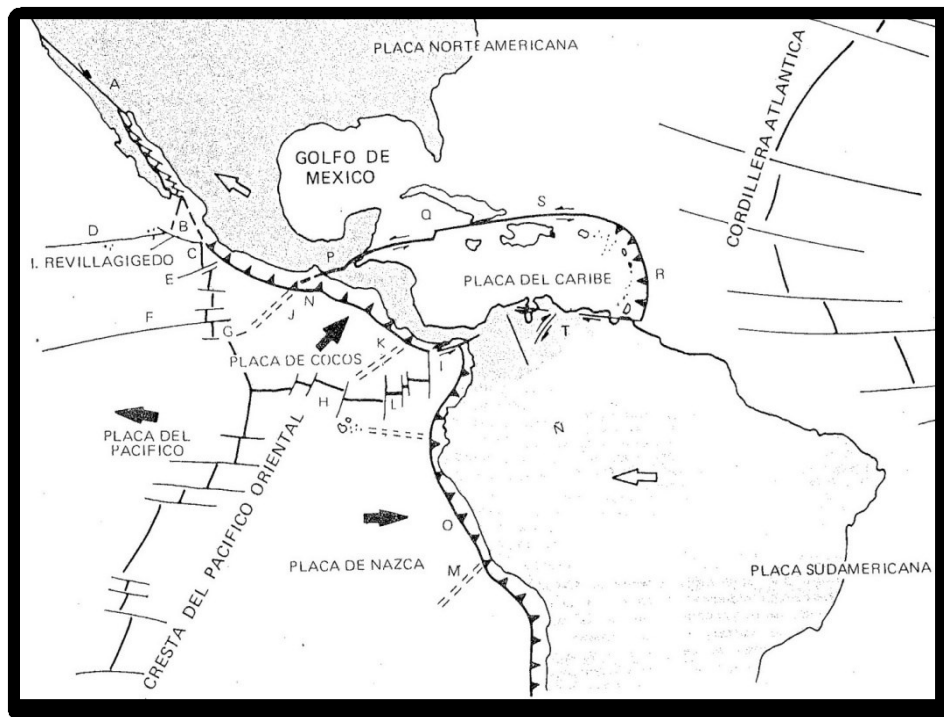 PLACA NORTEAMERICANA
A
GOLFO DE
MEXICO
CORDILLERA ATLANTICA
Q
S
D
B
I. REVILLAGIGEDO
C
E
P
PLACA DEL CARIBE
R
N
J
F
G
T
K
PLACA DE COCOS
I
H
L
PLACA DEL
PACIFICO
CRESTA DEL PACIFICO ORIENTAL
Ñ
O
PLACA DE NAZCA
M
PLACA SUDAMERICANA